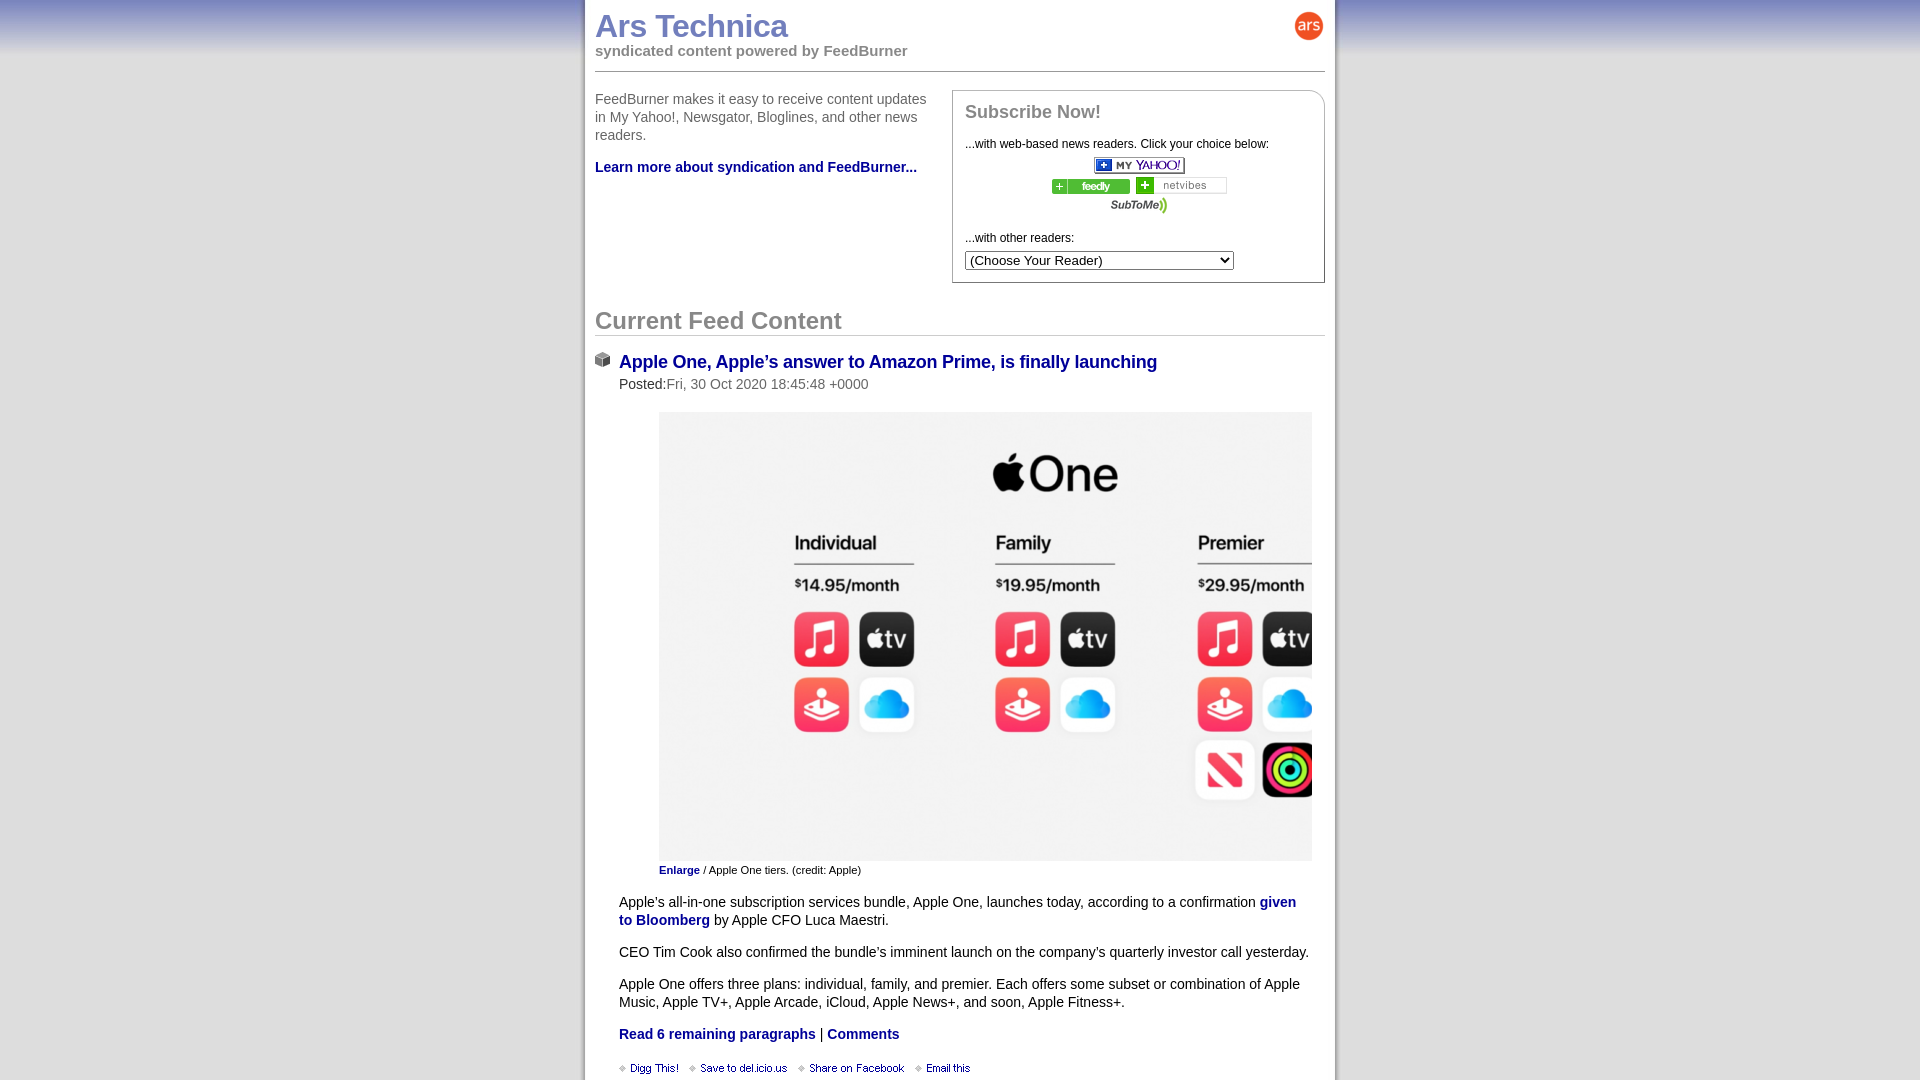 Ars Technica
ars
syndicated content powered by FeedBurner
FeedBurner makes it easy to receive content updates
in My Yahoo!, Newsgator, Bloglines, and other news
readers.
Learn more about syndication and FeedBurner...
Subscribe Now!
...with web-based news readers. Click your choice below:
MY YAHOO!
feedly
netvibes
SubToMe
...with other readers:
(Choose Your Reader)
Current Feed Content
Apple One, Apple’s answer to Amazon Prime, is finally launching
Posted:Fri, 30 Oct 2020 18:45:48 +0000
One
Individual Family Premier
$14.95/month $19.95/month $29.95/month
tv tv tv
Enlarge / Apple One tiers. (credit: Apple)
Apple’s all-in-one subscription services bundle, Apple One, launches today, according to a confirmation given
to Bloomberg by Apple CFO Luca Maestri.
CEO Tim Cook also confirmed the bundle’s imminent launch on the company’s quarterly investor call yesterday.
Apple One offers three plans: individual, family, and premier. Each offers some subset or combination of Apple
Music, Apple TV+, Apple Arcade, iCloud, Apple News+, and soon, Apple Fitness+.
Read 6 remaining paragraphs | Comments
Digg This! Save to del.icio.us Share on Facebook Email this